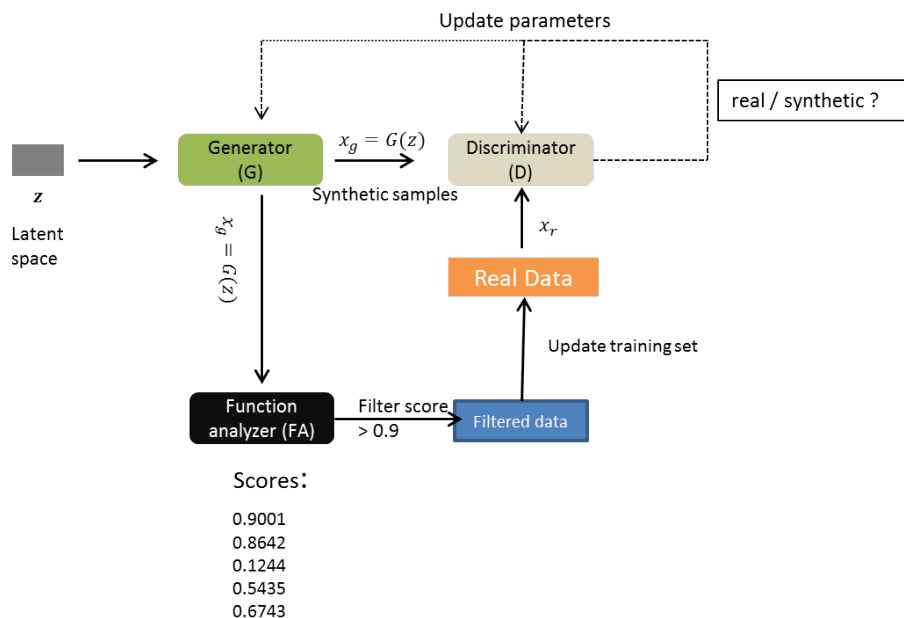 Update parameters
real / synthetic ?
Generator
(G)
x_g = G(z)
Discriminator
(D)
Synthetic samples
z
Latent
space
x_g = G(z))
x_r
Real Data
Update training set
Function
analyzer (FA)
Filter score
> 0.9
Filtered data
Scores:
0.9001
0.8642
0.1244
0.5435
0.6743